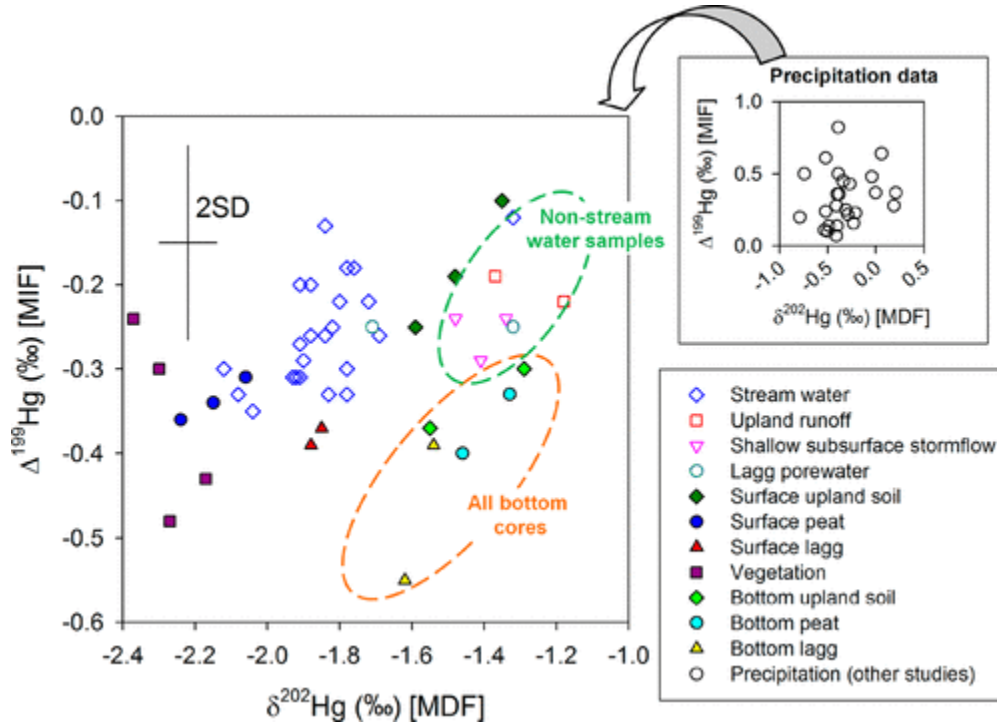 Precipitation data
Δ¹⁹⁹Hg (‰) [MIF]
1.0
0.5
0.0
-1.0
-0.5
0.0
0.5
δ²⁰²Hg (‰) [MDF]
Δ¹⁹⁹Hg (‰) [MIF]
0.0
-0.1
-0.2
-0.3
-0.4
-0.5
-0.6
2SD
Non-stream
water samples
All bottom
cores
-2.4
-2.2
-2.0
-1.8
-1.6
-1.4
-1.2
-1.0
δ²⁰²Hg (‰) [MDF]
Stream water
Upland runoff
Shallow subsurface stormflow
Lagg porewater
Surface upland soil
Surface peat
Surface lagg
Vegetation
Bottom upland soil
Bottom peat
Bottom lagg
Precipitation (other studies)